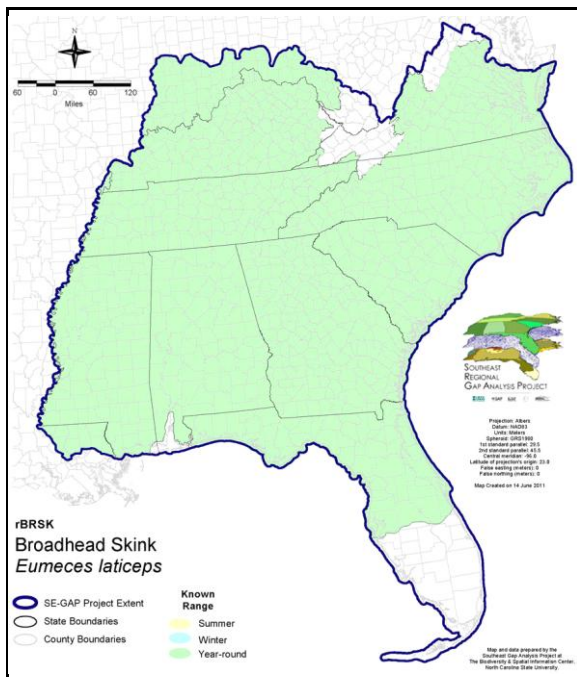 N
60 0 60 120
Miles
SOUTHEAST
REGIONAL
GAP ANALYSIS PROJECT
Projection: Albers
Datum: NAD83
Units: Meters
Spheroid: GRS1980
1st standard parallel: 29.5
2nd standard parallel: 45.5
Central meridian: -96.0
Latitude of projection's origin: 23.0
False easting (meters): 0
False northing (meters): 0
Map Created on 14 June 2011
rBRSK
Broadhead Skink
Eumeces laticeps
SE-GAP Project Extent
State Boundaries
County Boundaries
Known
Range
Summer
Winter
Year-round
Map and data prepared by the
Southeast Gap Analysis Project at
The Biodiversity & Spatial Information Center,
North Carolina State University.